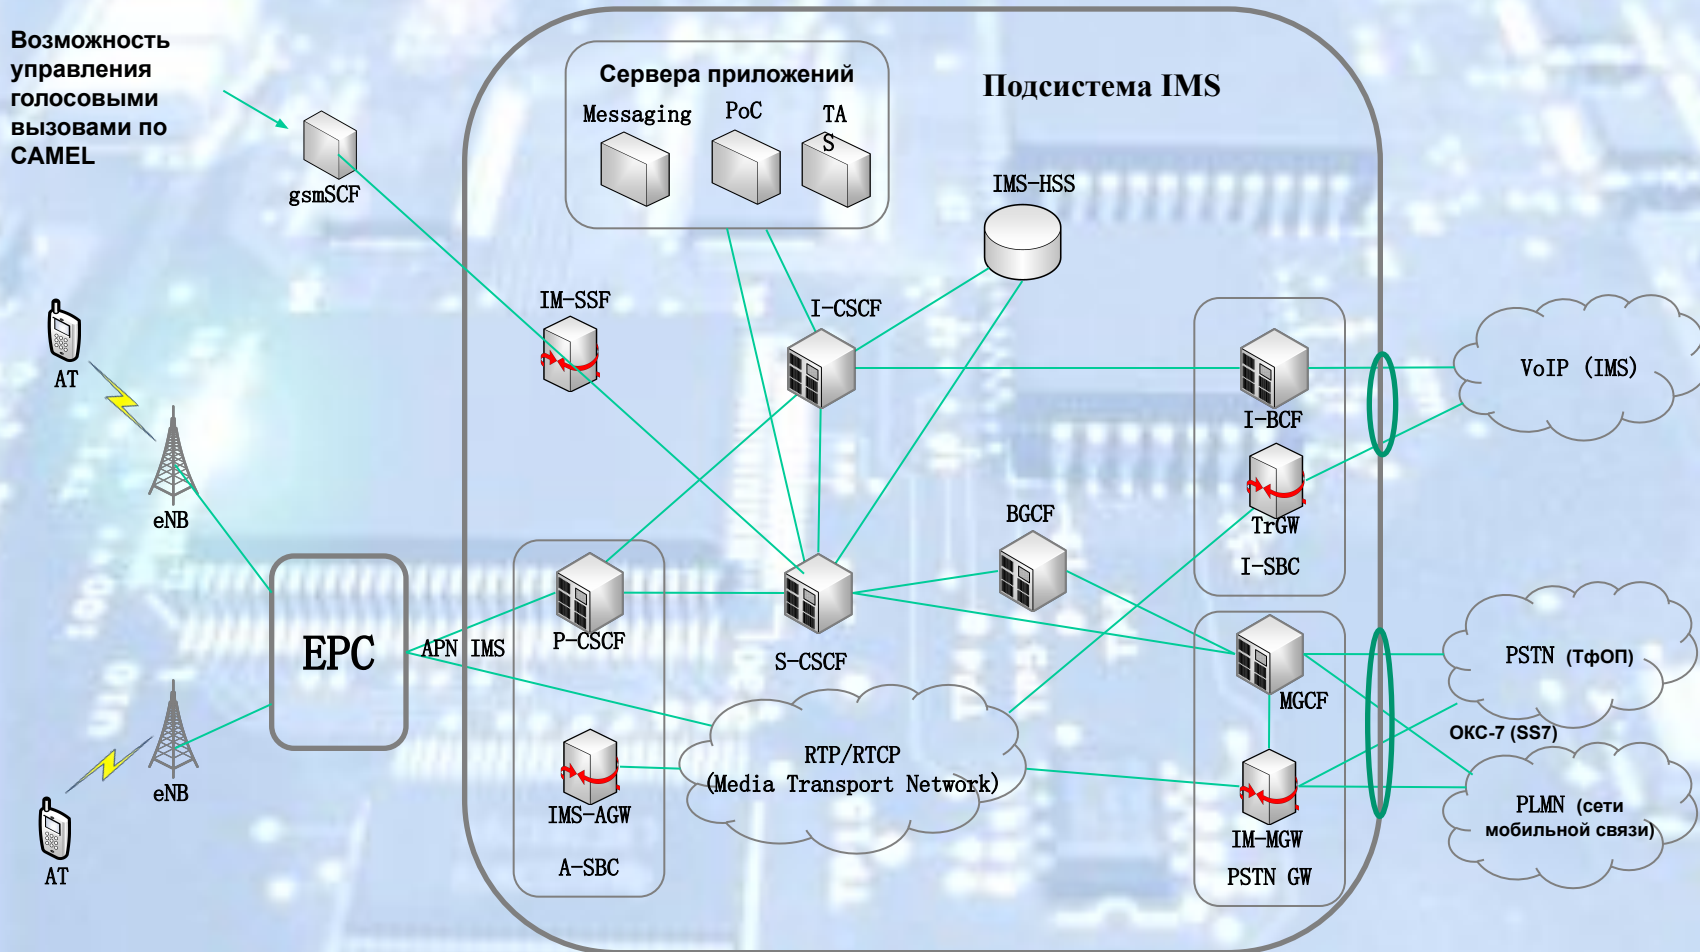 Возможность
управления
голосовыми
вызовами по
CAMEL
gsmSCF
Сервера приложений
Messaging
PoC
TA
S
Подсистема IMS
IMS-HSS
IM-SSF
I-CSCF
AT
eNB
I-BCF
VoIP (IMS)
TrGW
I-SBC
BGCF
EPC
APN IMS
P-CSCF
S-CSCF
MGCF
PSTN (ТфОП)
ОКС-7 (SS7)
eNB
AT
IMS-AGW
A-SBC
RTP/RTCP
(Media Transport Network)
IM-MGW
PSTN GW
PLMN (сети
мобильной связи)